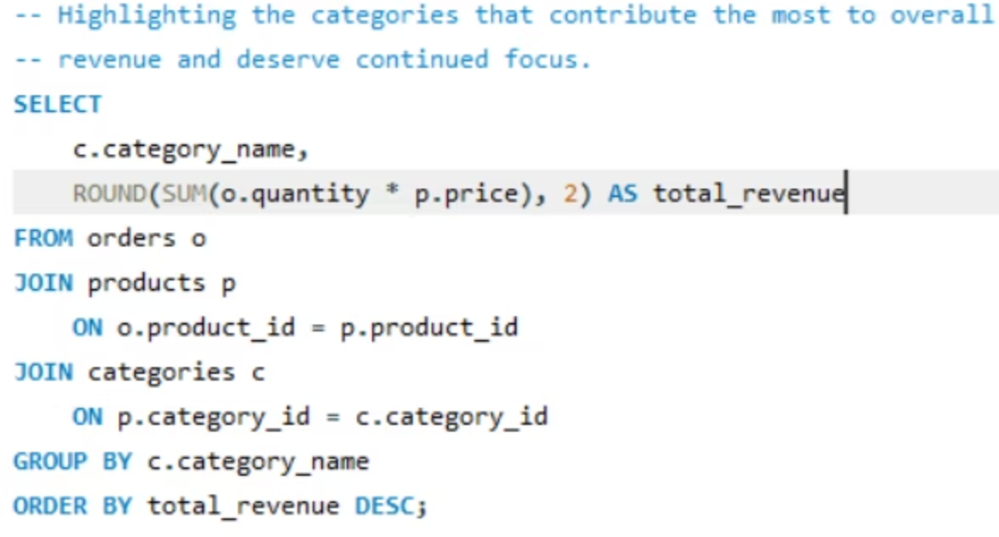 -- Highlighting the categories that contribute the most to overall
-- revenue and deserve continued focus.
SELECT
    c.category_name,
    ROUND(SUM(o.quantity * p.price), 2) AS total_revenue
FROM orders o
JOIN products p
    ON o.product_id = p.product_id
JOIN categories c
    ON p.category_id = c.category_id
GROUP BY c.category_name
ORDER BY total_revenue DESC;